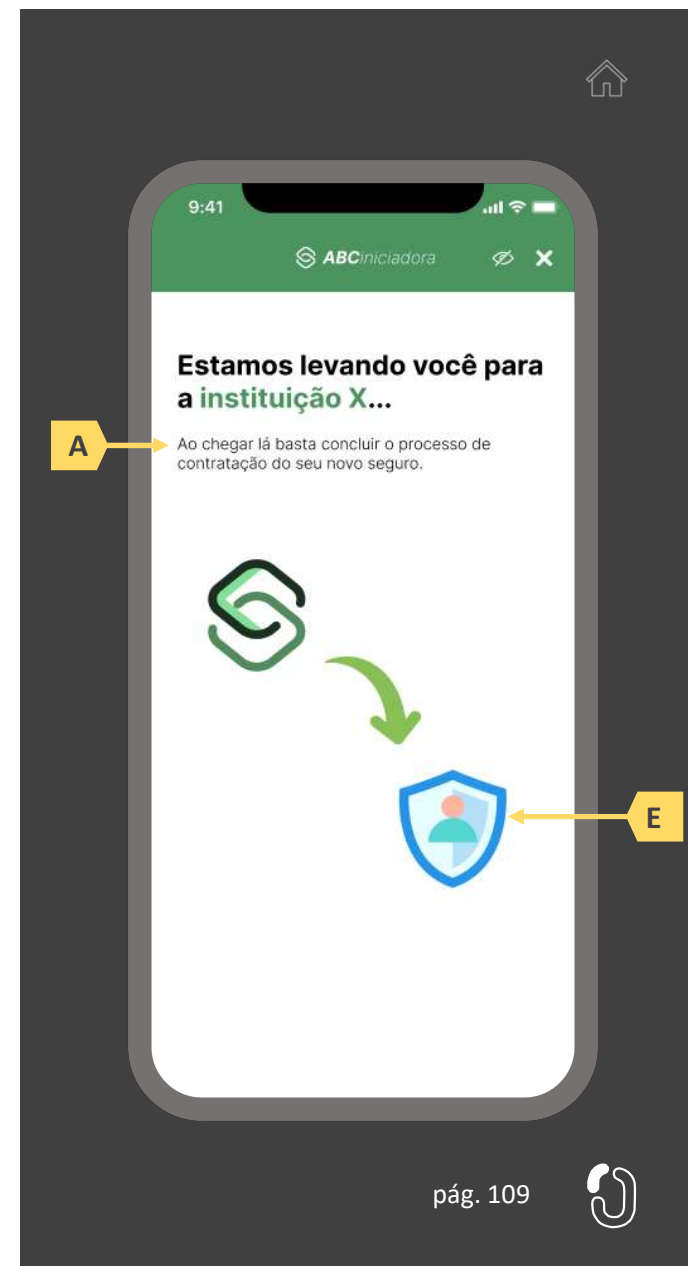 9:41
ABCiniciadora
Estamos levando você para
a instituição X...
A
Ao chegar lá basta concluir o processo de
contratação do seu novo seguro.
E
pág. 109